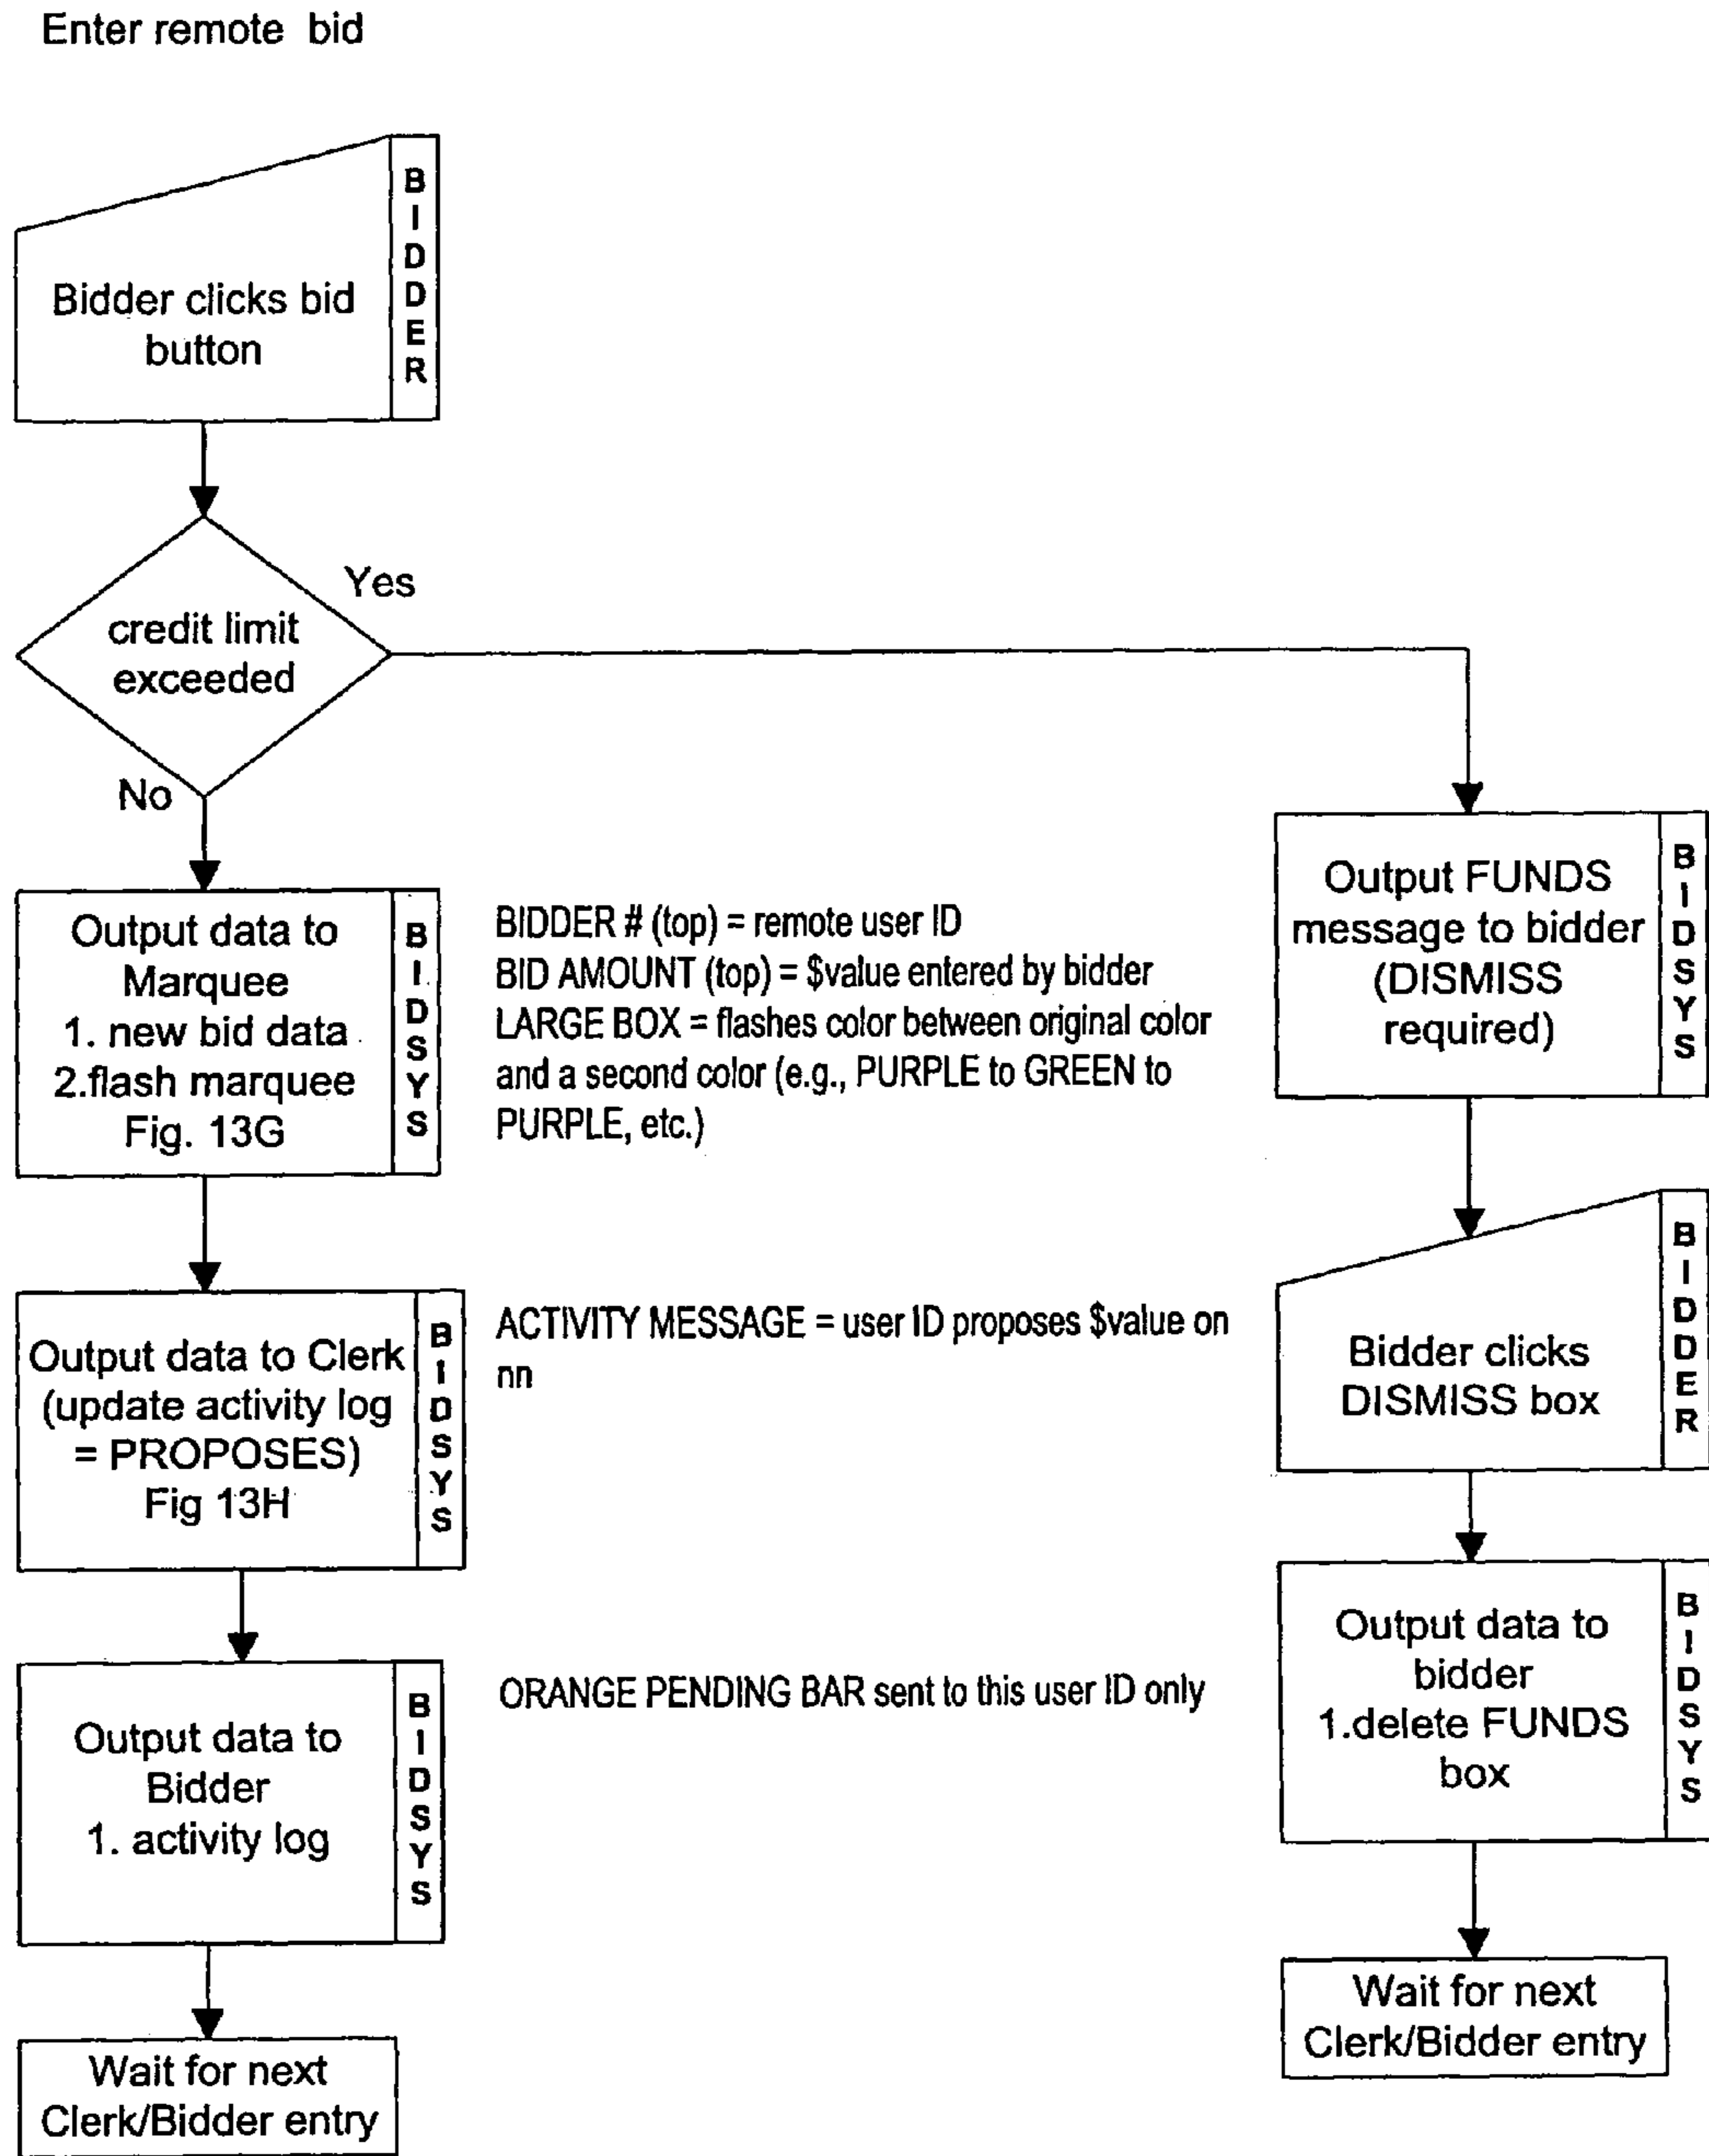 Enter remote bid
BIDDER
Bidder clicks bid
button
credit limit
exceeded
Yes
No
Output data to
Marquee
1. new bid data
2.flash marquee
Fig. 13G
BIDSYS
BIDDER # (top) = remote user ID
BID AMOUNT (top) = $value entered by bidder
LARGE BOX = flashes color between original color
and a second color (e.g., PURPLE to GREEN to
PURPLE, etc.)
Output data to Clerk
(update activity log
= PROPOSES)
Fig 13H
BIDSYS
ACTIVITY MESSAGE = user ID proposes $value on
nn
Output data to
Bidder
1. activity log
BIDSYS
ORANGE PENDING BAR sent to this user ID only
Wait for next
Clerk/Bidder entry
Output FUNDS
message to bidder
(DISMISS
required)
BIDSYS
Bidder clicks
DISMISS box
BIDDER
Output data to
bidder
1.delete FUNDS
box
BIDSYS
Wait for next
Clerk/Bidder entry